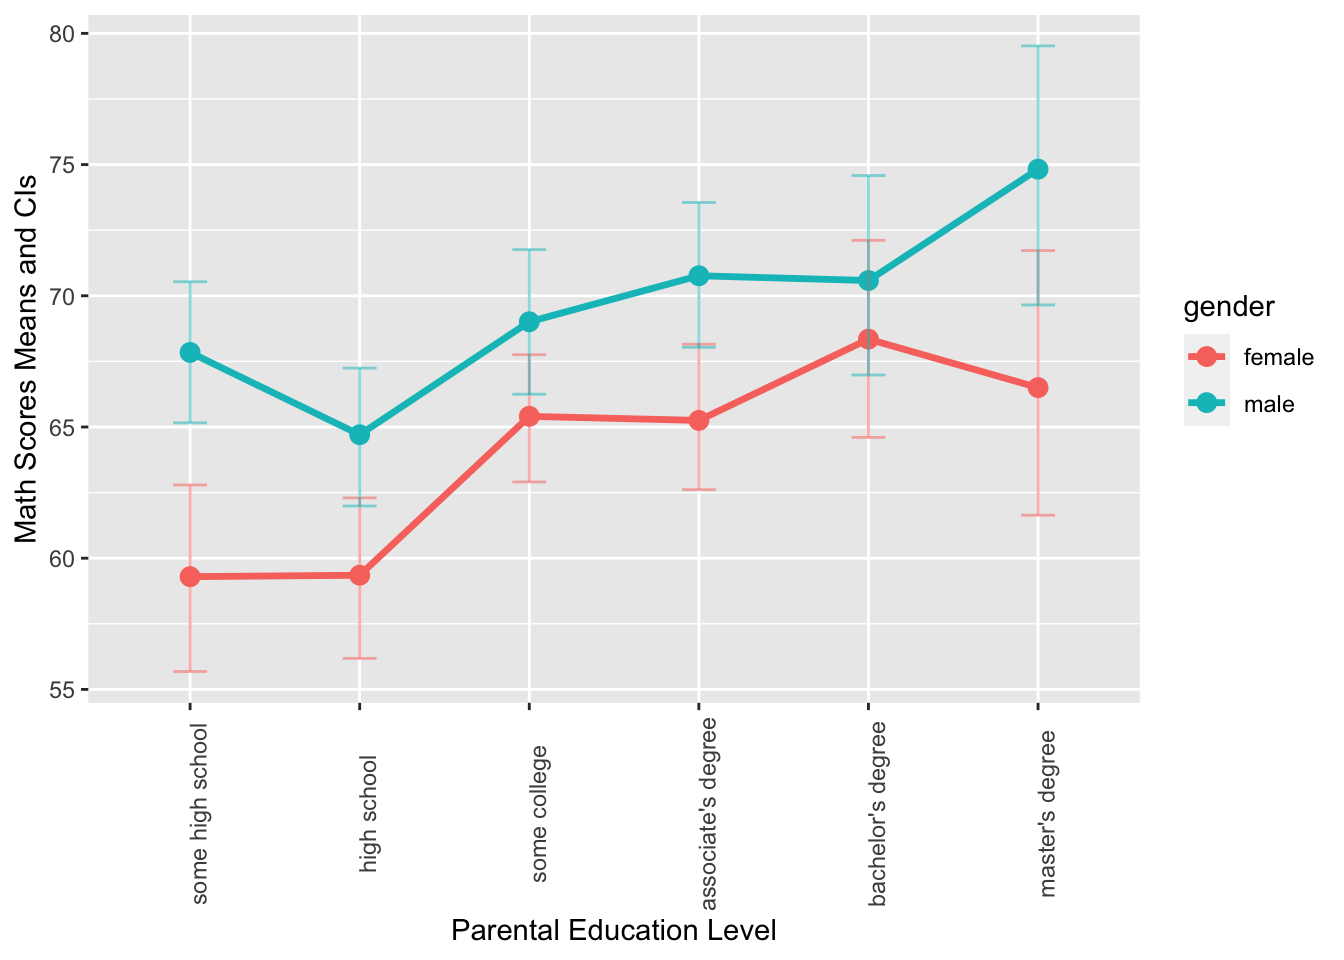 Math Scores Means and CIs
80
75
70
65
60
55
some high school
high school
some college
associate's degree
bachelor's degree
master's degree
Parental Education Level
gender
female
male